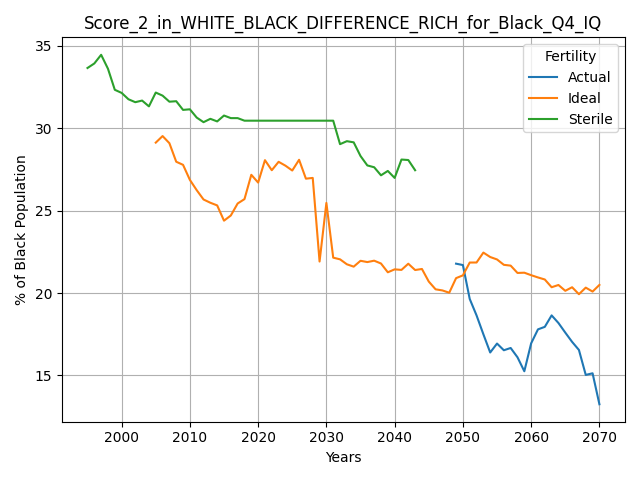 Score_2_in_WHITE_BLACK_DIFFERENCE_RICH_for_Black_Q4_IQ
Fertility
Actual
Ideal
Sterile
% of Black Population
35
30
25
20
15
2000 2010 2020 2030 2040 2050 2060 2070
Years